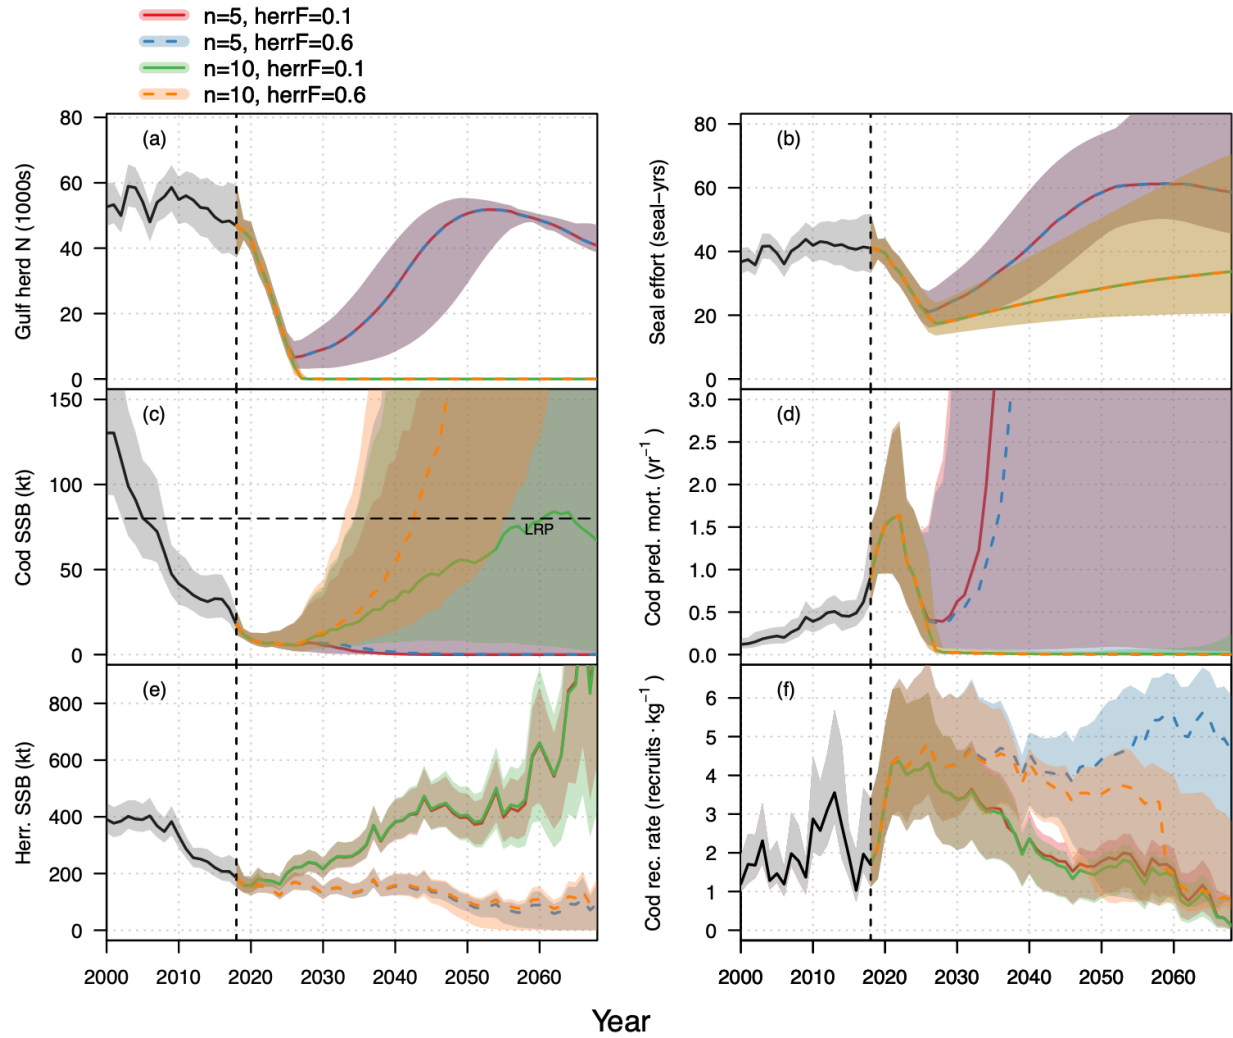 n=5, herrF=0.1
n=5, herrF=0.6
n=10, herrF=0.1
n=10, herrF=0.6
(a)
Gulf herd N (1000s)
80
60
40
20
0
(b)
Seal effort (seal−yrs)
80
60
40
20
0
(c)
Cod SSB (kt)
150
100
50
0
LRP
(d)
Cod pred. mort. (yr⁻¹ )
3.0
2.5
2.0
1.5
1.0
0.5
0.0
(e)
Herr. SSB (kt)
800
600
400
200
0
2000 2010 2020 2030 2040 2050 2060
(f)
Cod rec. rate (recruits · kg⁻¹ )
6
5
4
3
2
1
0
2000 2010 2020 2030 2040 2050 2060
Year